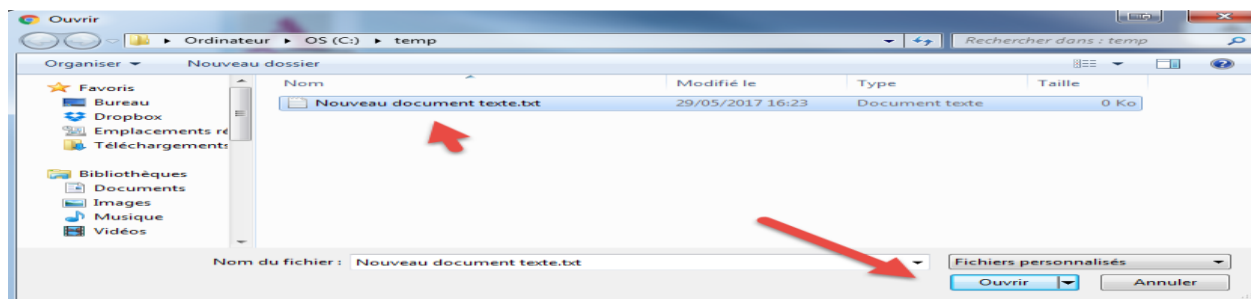 Ouvrir
Ordinateur ▸ OS (C:) ▸ temp
Rechercher dans : temp
Organiser Nouveau dossier
Nom Modifié le Type Taille
Nouveau document texte.txt 29/05/2017 16:23 Document texte 0 Ko
Favoris
Bureau
Dropbox
Emplacements ré
Téléchargements
Bibliothèques
Documents
Images
Musique
Vidéos
Nom du fichier : Nouveau document texte.txt Fichiers personnalisés
Ouvrir Annuler